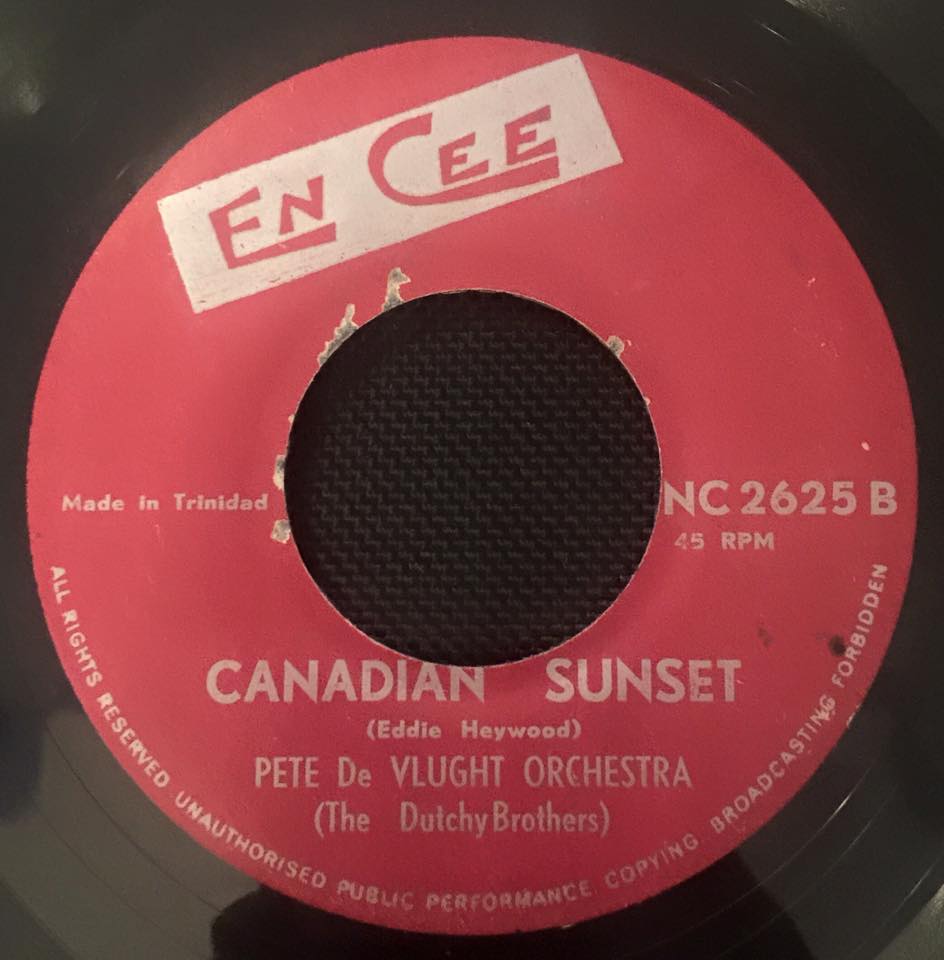 EN CEE
Made in Trinidad
NC 2625 B
45 RPM
CANADIAN SUNSET
(Eddie Heywood)
PETE De VLUGHT ORCHESTRA
(The Dutchy Brothers)
ALL RIGHTS RESERVED UNAUTHORISED PUBLIC PERFORMANCE. COPYING. BROADCASTING FORBIDDEN